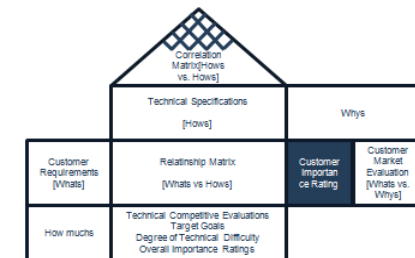 Correlation
Matrix[Hows
vs. Hows]
Technical Specifications
[Hows]
Whys
Customer
Requirements
[Whats]
Relatinship Matrix
[Whats vs Hows]
Customer
Importan
ce Rating
Customer
Market
Evaluation
[Whats vs.
Whys]
How muchs
Technical Competitive Evaluations
Target Goals
Degree of Technical Difficulty
Overall Importance Ratings